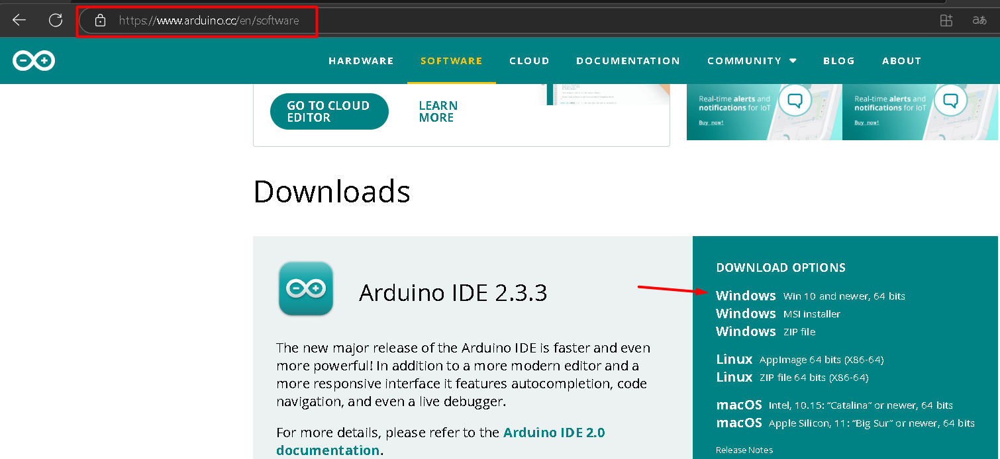 https://www.arduino.cc/en/software
aあ
HARDWARE SOFTWARE CLOUD DOCUMENTATION COMMUNITY BLOG ABOUT
GO TO CLOUD
EDITOR
LEARN
MORE
Real-time alerts and
notifications for IoT
Buy now!
Real-time alerts and
notifications for IoT
Buy now!
Downloads
Arduino IDE 2.3.3
The new major release of the Arduino IDE is faster and even
more powerful! In addition to a more modern editor and a
more responsive interface it features autocompletion, code
navigation, and even a live debugger.
For more details, please refer to the Arduino IDE 2.0
documentation.
DOWNLOAD OPTIONS
Windows Win 10 and newer, 64 bits
Windows MSI installer
Windows ZIP file
Linux AppImage 64 bits (X86-64)
Linux ZIP file 64 bits (X86-64)
macOS Intel, 10.15: “Catalina” or newer, 64 bits
macOS Apple Silicon, 11: “Big Sur” or newer, 64 bits
Release Notes